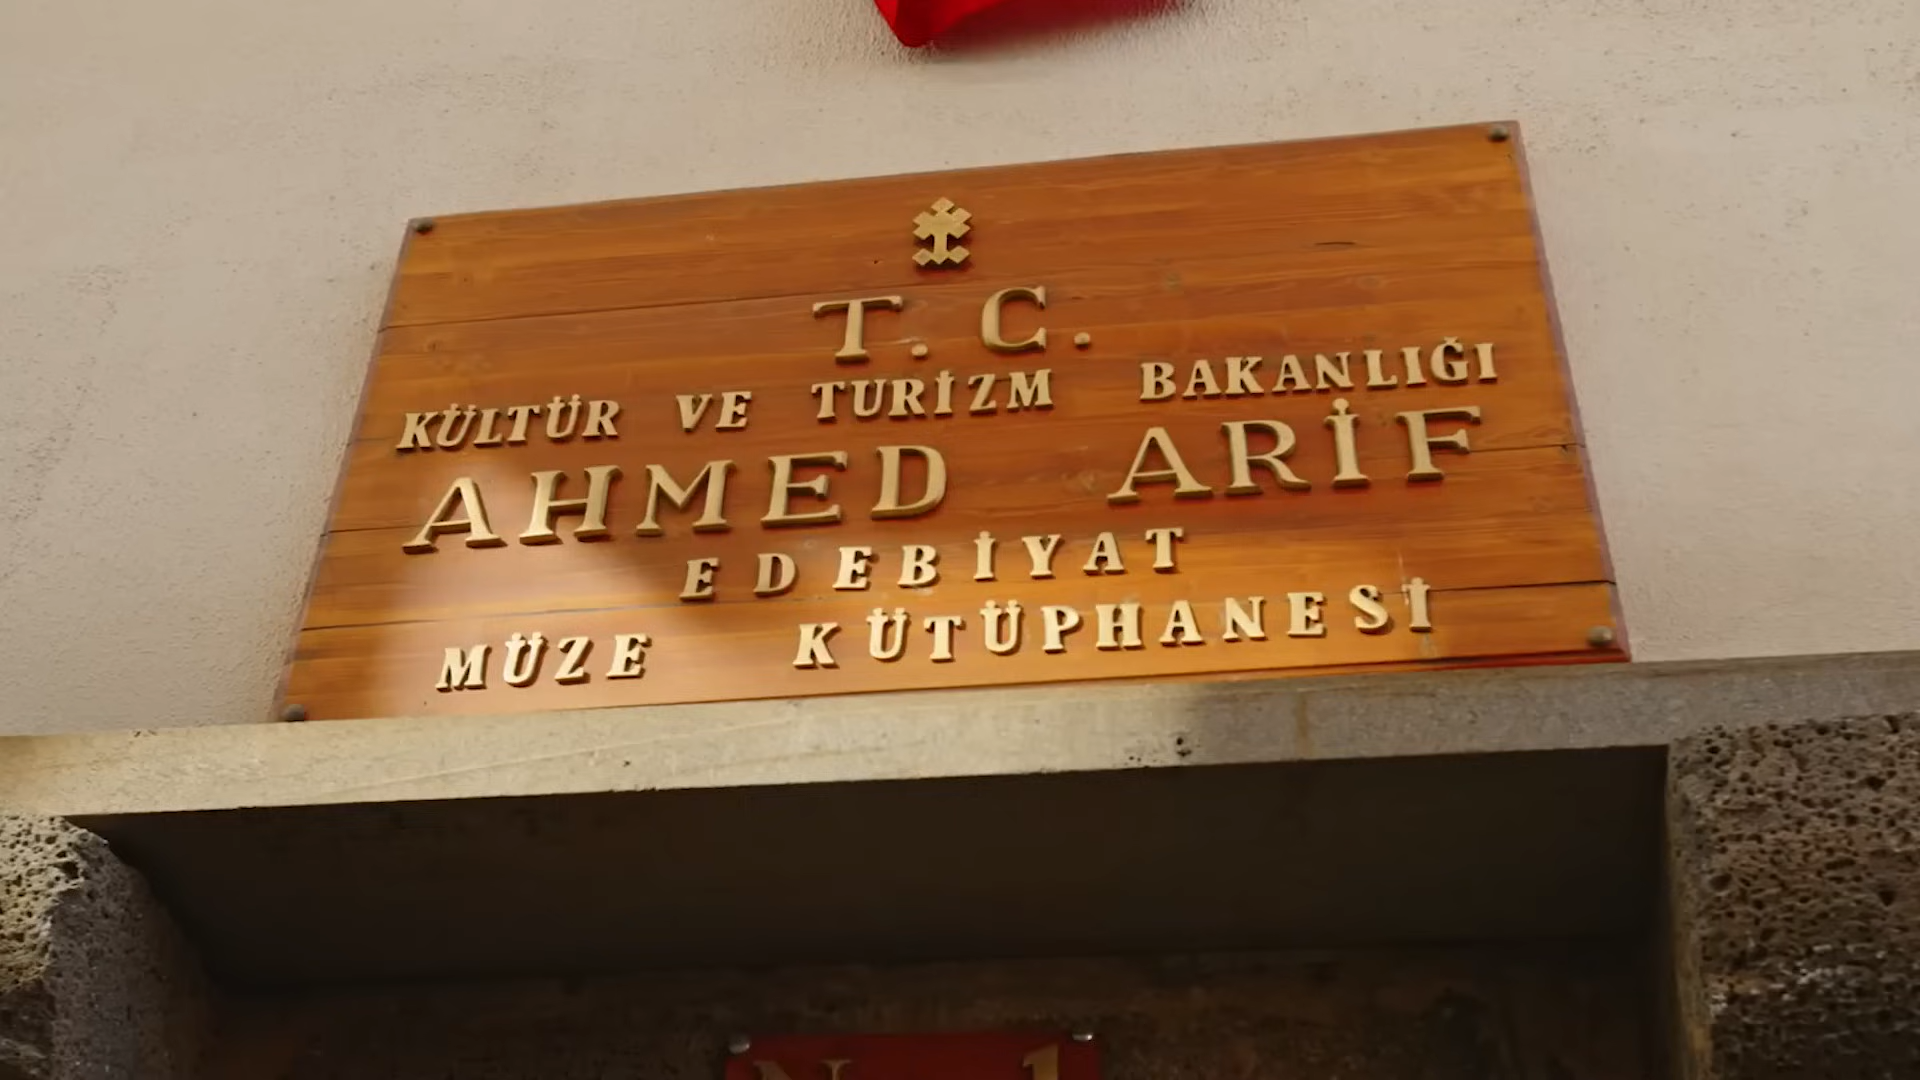 T. C.
KÜLTÜR VE TURİZM BAKANLIĞI
AHMED ARİF
EDEBİYAT
MÜZE KÜTÜPHANESİ